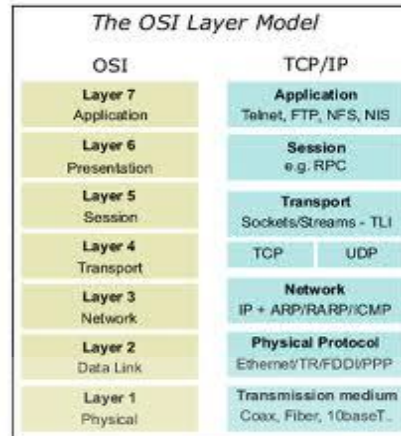 The OSI Layer Model
OSI
Layer 7
Application
Layer 6
Presentation
Layer 5
Session
Layer 4
Transport
Layer 3
Network
Layer 2
Data Link
Layer 1
Physical
TCP/IP
Application
Telnet, FTP, NFS, NIS
Session
e.g. RPC
Transport
Sockets/Streams - TLI
TCP UDP
Network
IP + ARP/RARP/ICMP
Physical Protocol
Ethernet/TR/FDDI/PPP
Transmission medium
Coax, Fiber, 10baseT..